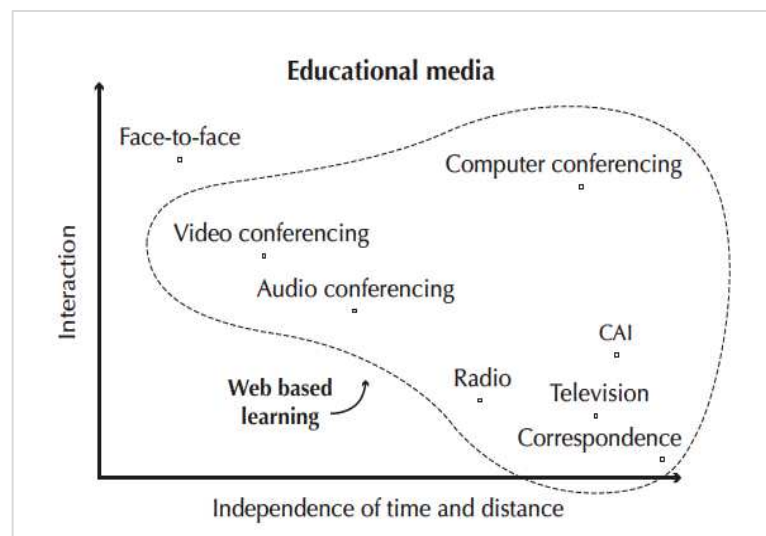 Educational media
Face-to-face
Computer conferencing
Video conferencing
Audio conferencing
CAI
Radio
Web based
learning
Television
Correspondence
Interaction
Independence of time and distance